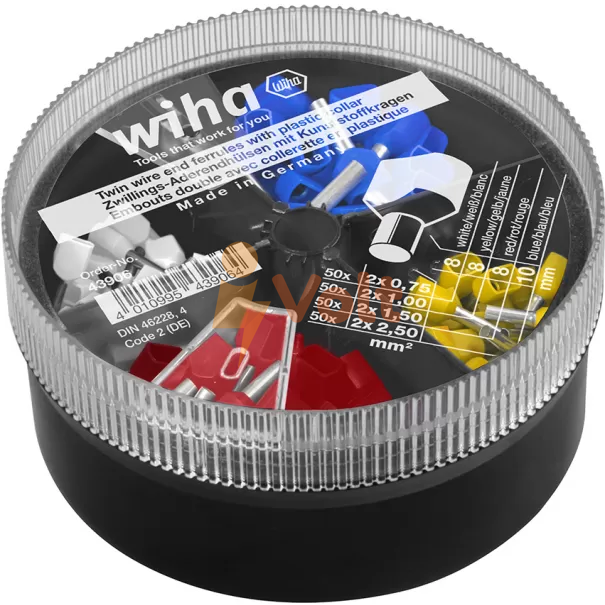 wiha wiha
Tools that work for you
Twin wire end ferrules with plastic collar
Zwillings-Aderendhülsen mit Kunststoffkragen
Embouts double avec collerette en plastique
Made in Germany
Order No.
43906
4 010995 439064
DIN 46228, 4
Code 2 (DE)
white/weiß/blanc
yellow/gelb/jaune
red/rot/rouge
blue/blau/bleu
8 8 8 10 mm
50x 2x 0,75
50x 2x 1,00
50x 2x 1,50
50x 2x 2,50
mm²